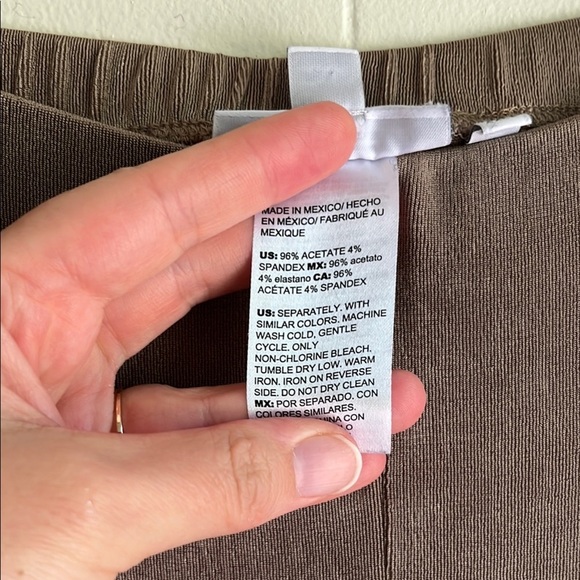 MADE IN MEXICO/ HECHO
EN MÉXICO/ FABRIQUÉ AU
MEXIQUE
US: 96% ACETATE 4%
SPANDEX MX: 96% acetato
4% elastano CA: 96%
ACÉTATE 4% SPANDEX
US: SEPARATELY, WITH
SIMILAR COLORS, MACHINE
WASH COLD, GENTLE
CYCLE. ONLY
NON-CHLORINE BLEACH,
TUMBLE DRY LOW. WARM
IRON. IRON ON REVERSE
SIDE. DO NOT DRY CLEAN
MX: POR SEPARADO. CON
COLORES SIMILARES.
CON